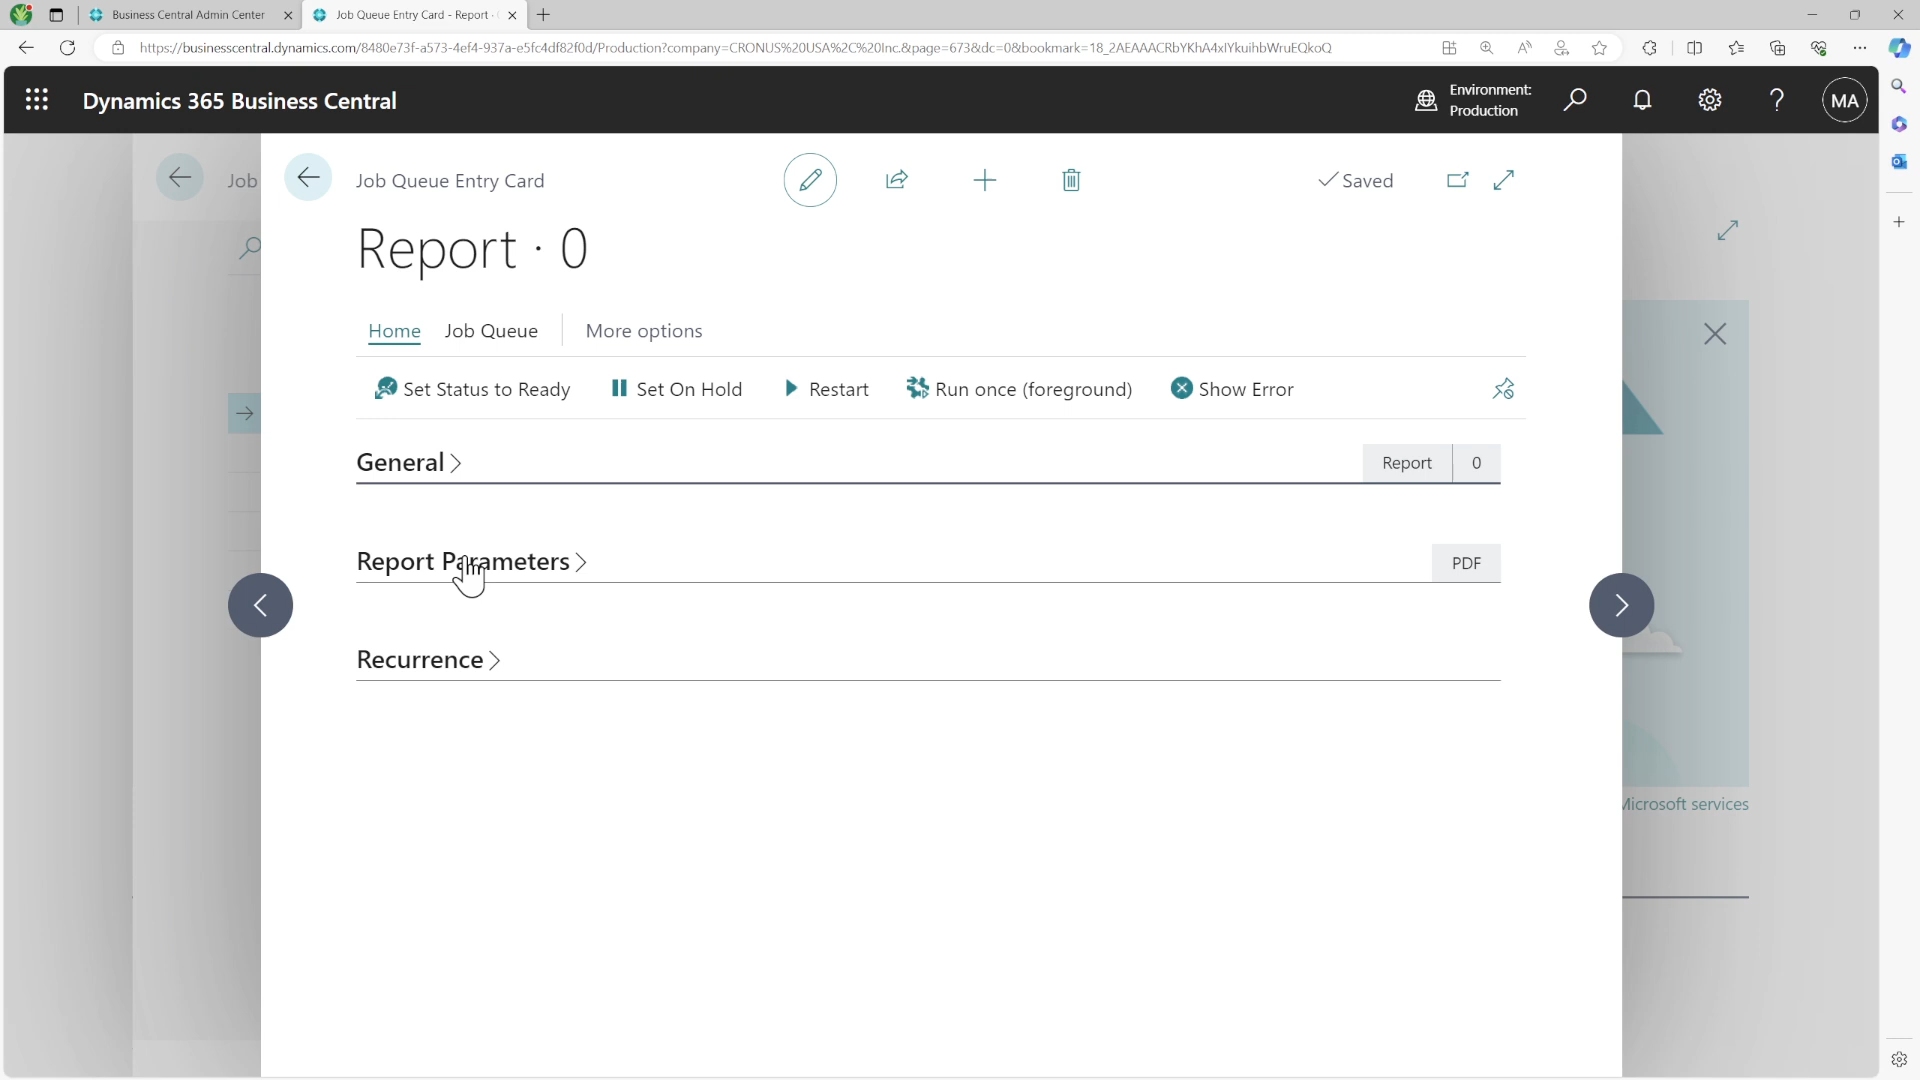 Business Central Admin Center
Job Queue Entry Card - Report ·
https://businesscentral.dynamics.com/8480e73f-a573-4ef4-937a-e5fc4df82f0d/Production?company=CRONUS%20USA%2C%20Inc.&page=673&dc=0&bookmark=18_2AEAAACRbYKhA4xIYkuihbWruEQkoQ
Dynamics 365 Business Central
Environment:
Production
MA
Job
Job Queue Entry Card
Saved
Report · 0
Home
Job Queue
More options
Set Status to Ready
Set On Hold
Restart
Run once (foreground)
Show Error
General
Report
0
Report Parameters
PDF
Recurrence
Microsoft services